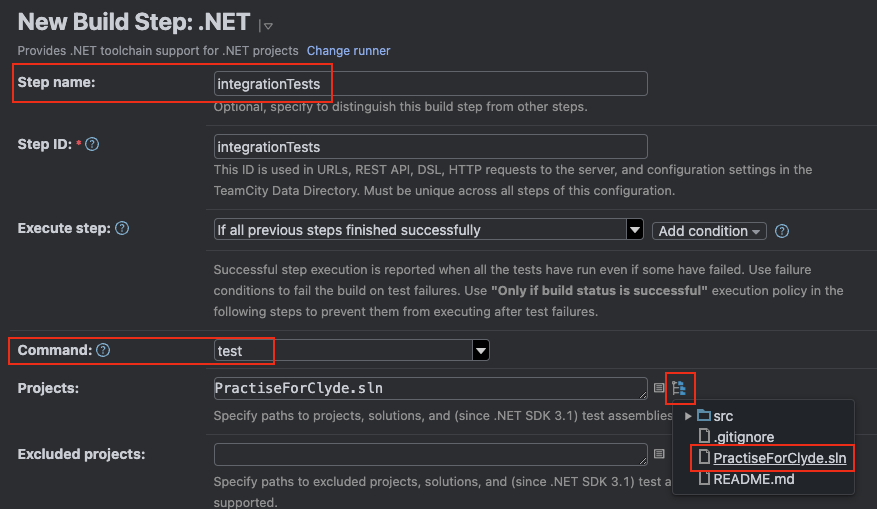 New Build Step: .NET
Provides .NET toolchain support for .NET projects Change runner
Step name: integrationTests
Optional, specify to distinguish this build step from other steps.
Step ID: * integrationTests
This ID is used in URLs, REST API, DSL, HTTP requests to the server, and configuration settings in the
TeamCity Data Directory. Must be unique across all steps of this configuration.
Execute step: If all previous steps finished successfully Add condition
Successful step execution is reported when all the tests have run even if some have failed. Use failure
conditions to fail the build on test failures. Use "Only if build status is successful" execution policy in the
following steps to prevent them from executing after test failures.
Command: test
Projects: PractiseForClyde.sln
Specify paths to projects, solutions, and (since .NET SDK 3.1) test assemblies
src
.gitignore
PractiseForClyde.sln
README.md
Excluded projects:
Specify paths to excluded projects, solutions, and (since .NET SDK 3.1) test a
supported.